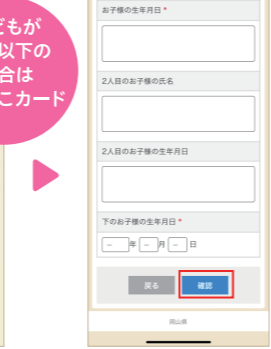 どもが
以下の
合は
こカード
お子様の生年月日*
2人目のお子様の氏名
2人目のお子様の生年月日
下のお子様の生年月日*
– 年 – 月 – 日
戻る 確認
岡山県